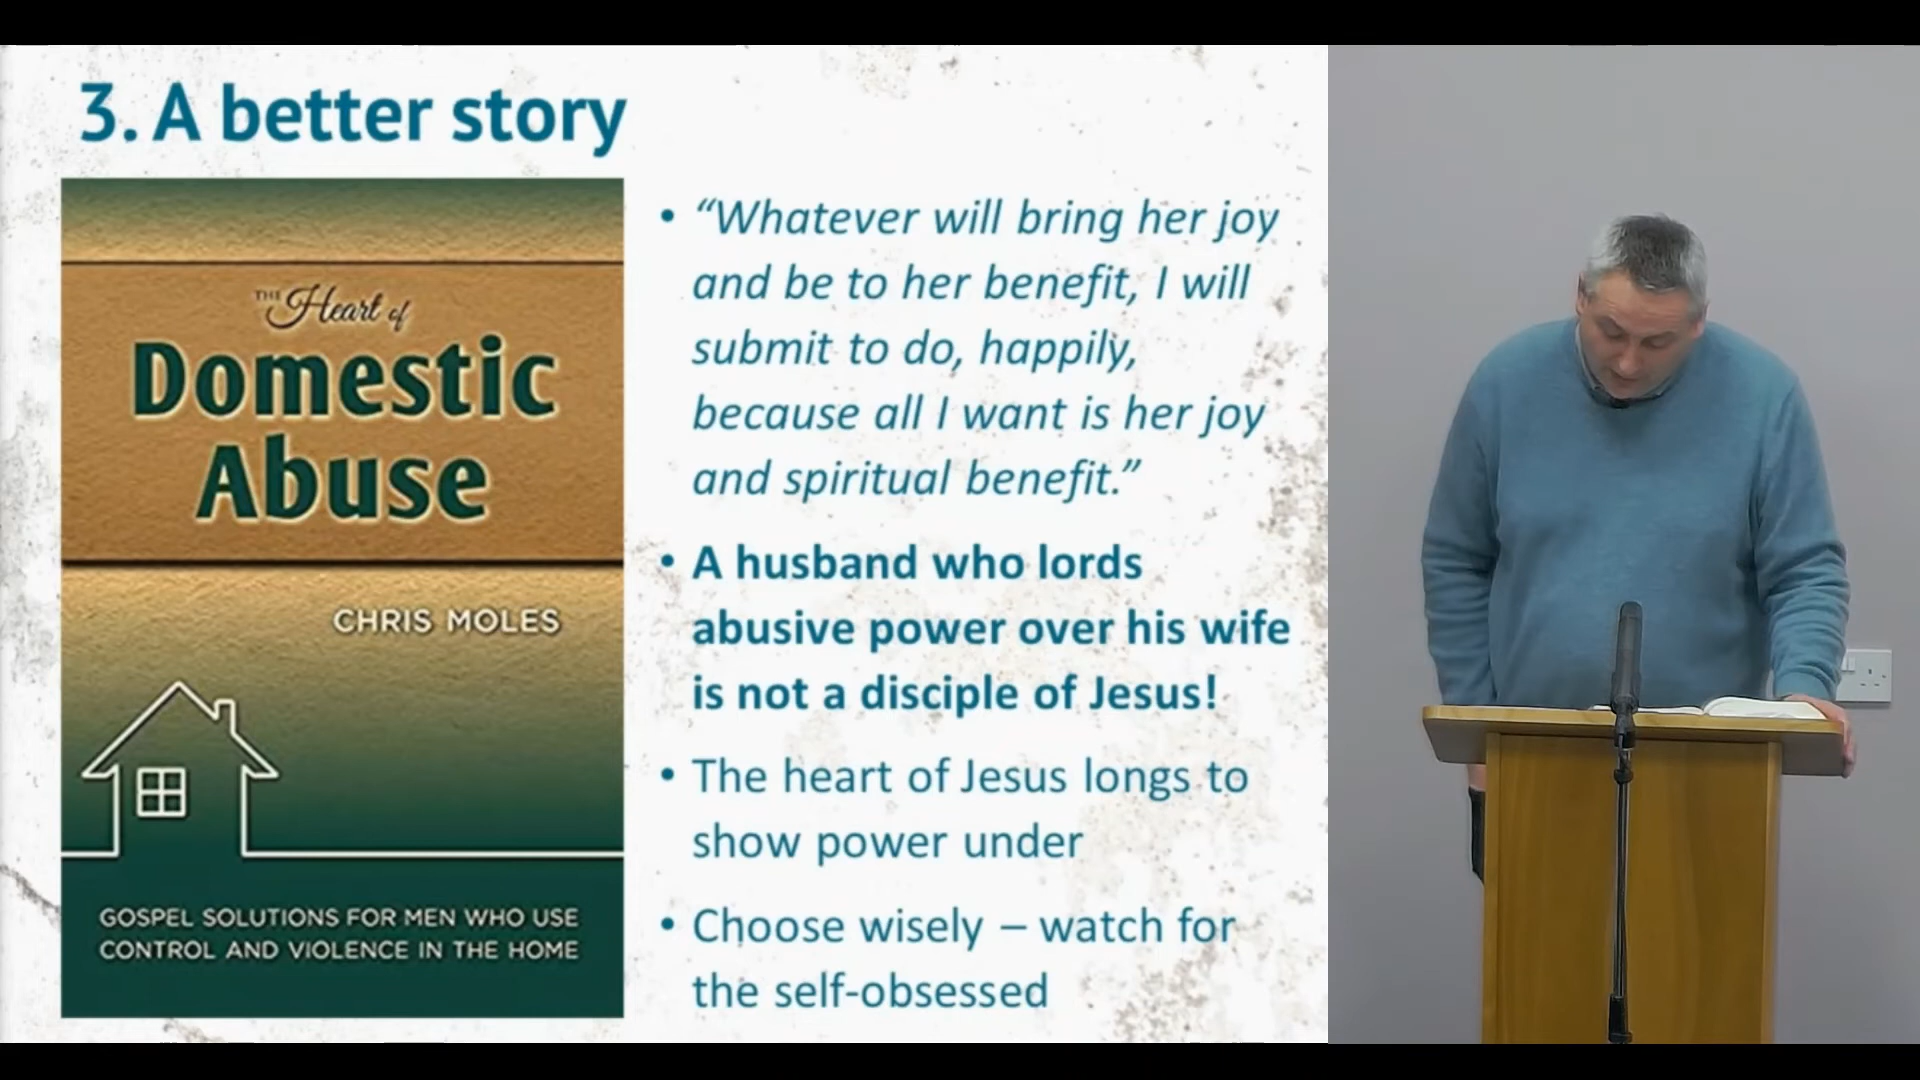 3. A better story
THE Heart of
Domestic
Abuse
CHRIS MOLES
GOSPEL SOLUTIONS FOR MEN WHO USE
CONTROL AND VIOLENCE IN THE HOME
• “Whatever will bring her joy
and be to her benefit, I will
submit to do, happily,
because all I want is her joy
and spiritual benefit.”
• A husband who lords
abusive power over his wife
is not a disciple of Jesus!
• The heart of Jesus longs to
show power under
• Choose wisely – watch for
the self-obsessed